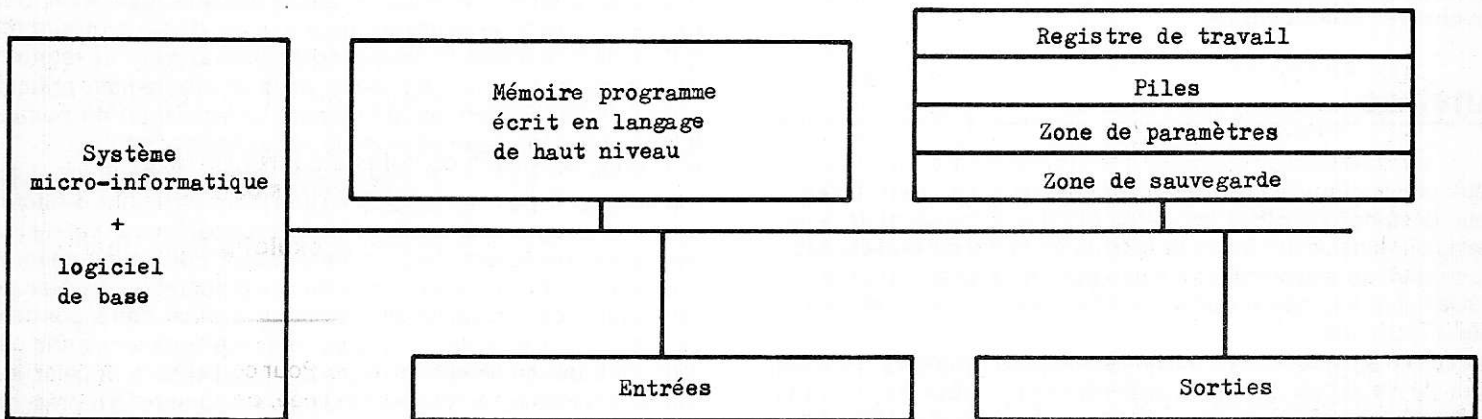 Système
micro-informatique
+
logiciel
de base
Mémoire programme
écrit en langage
de haut niveau
Registre de travail
Piles
Zone de paramètres
Zone de sauvegarde
Entrées
Sorties